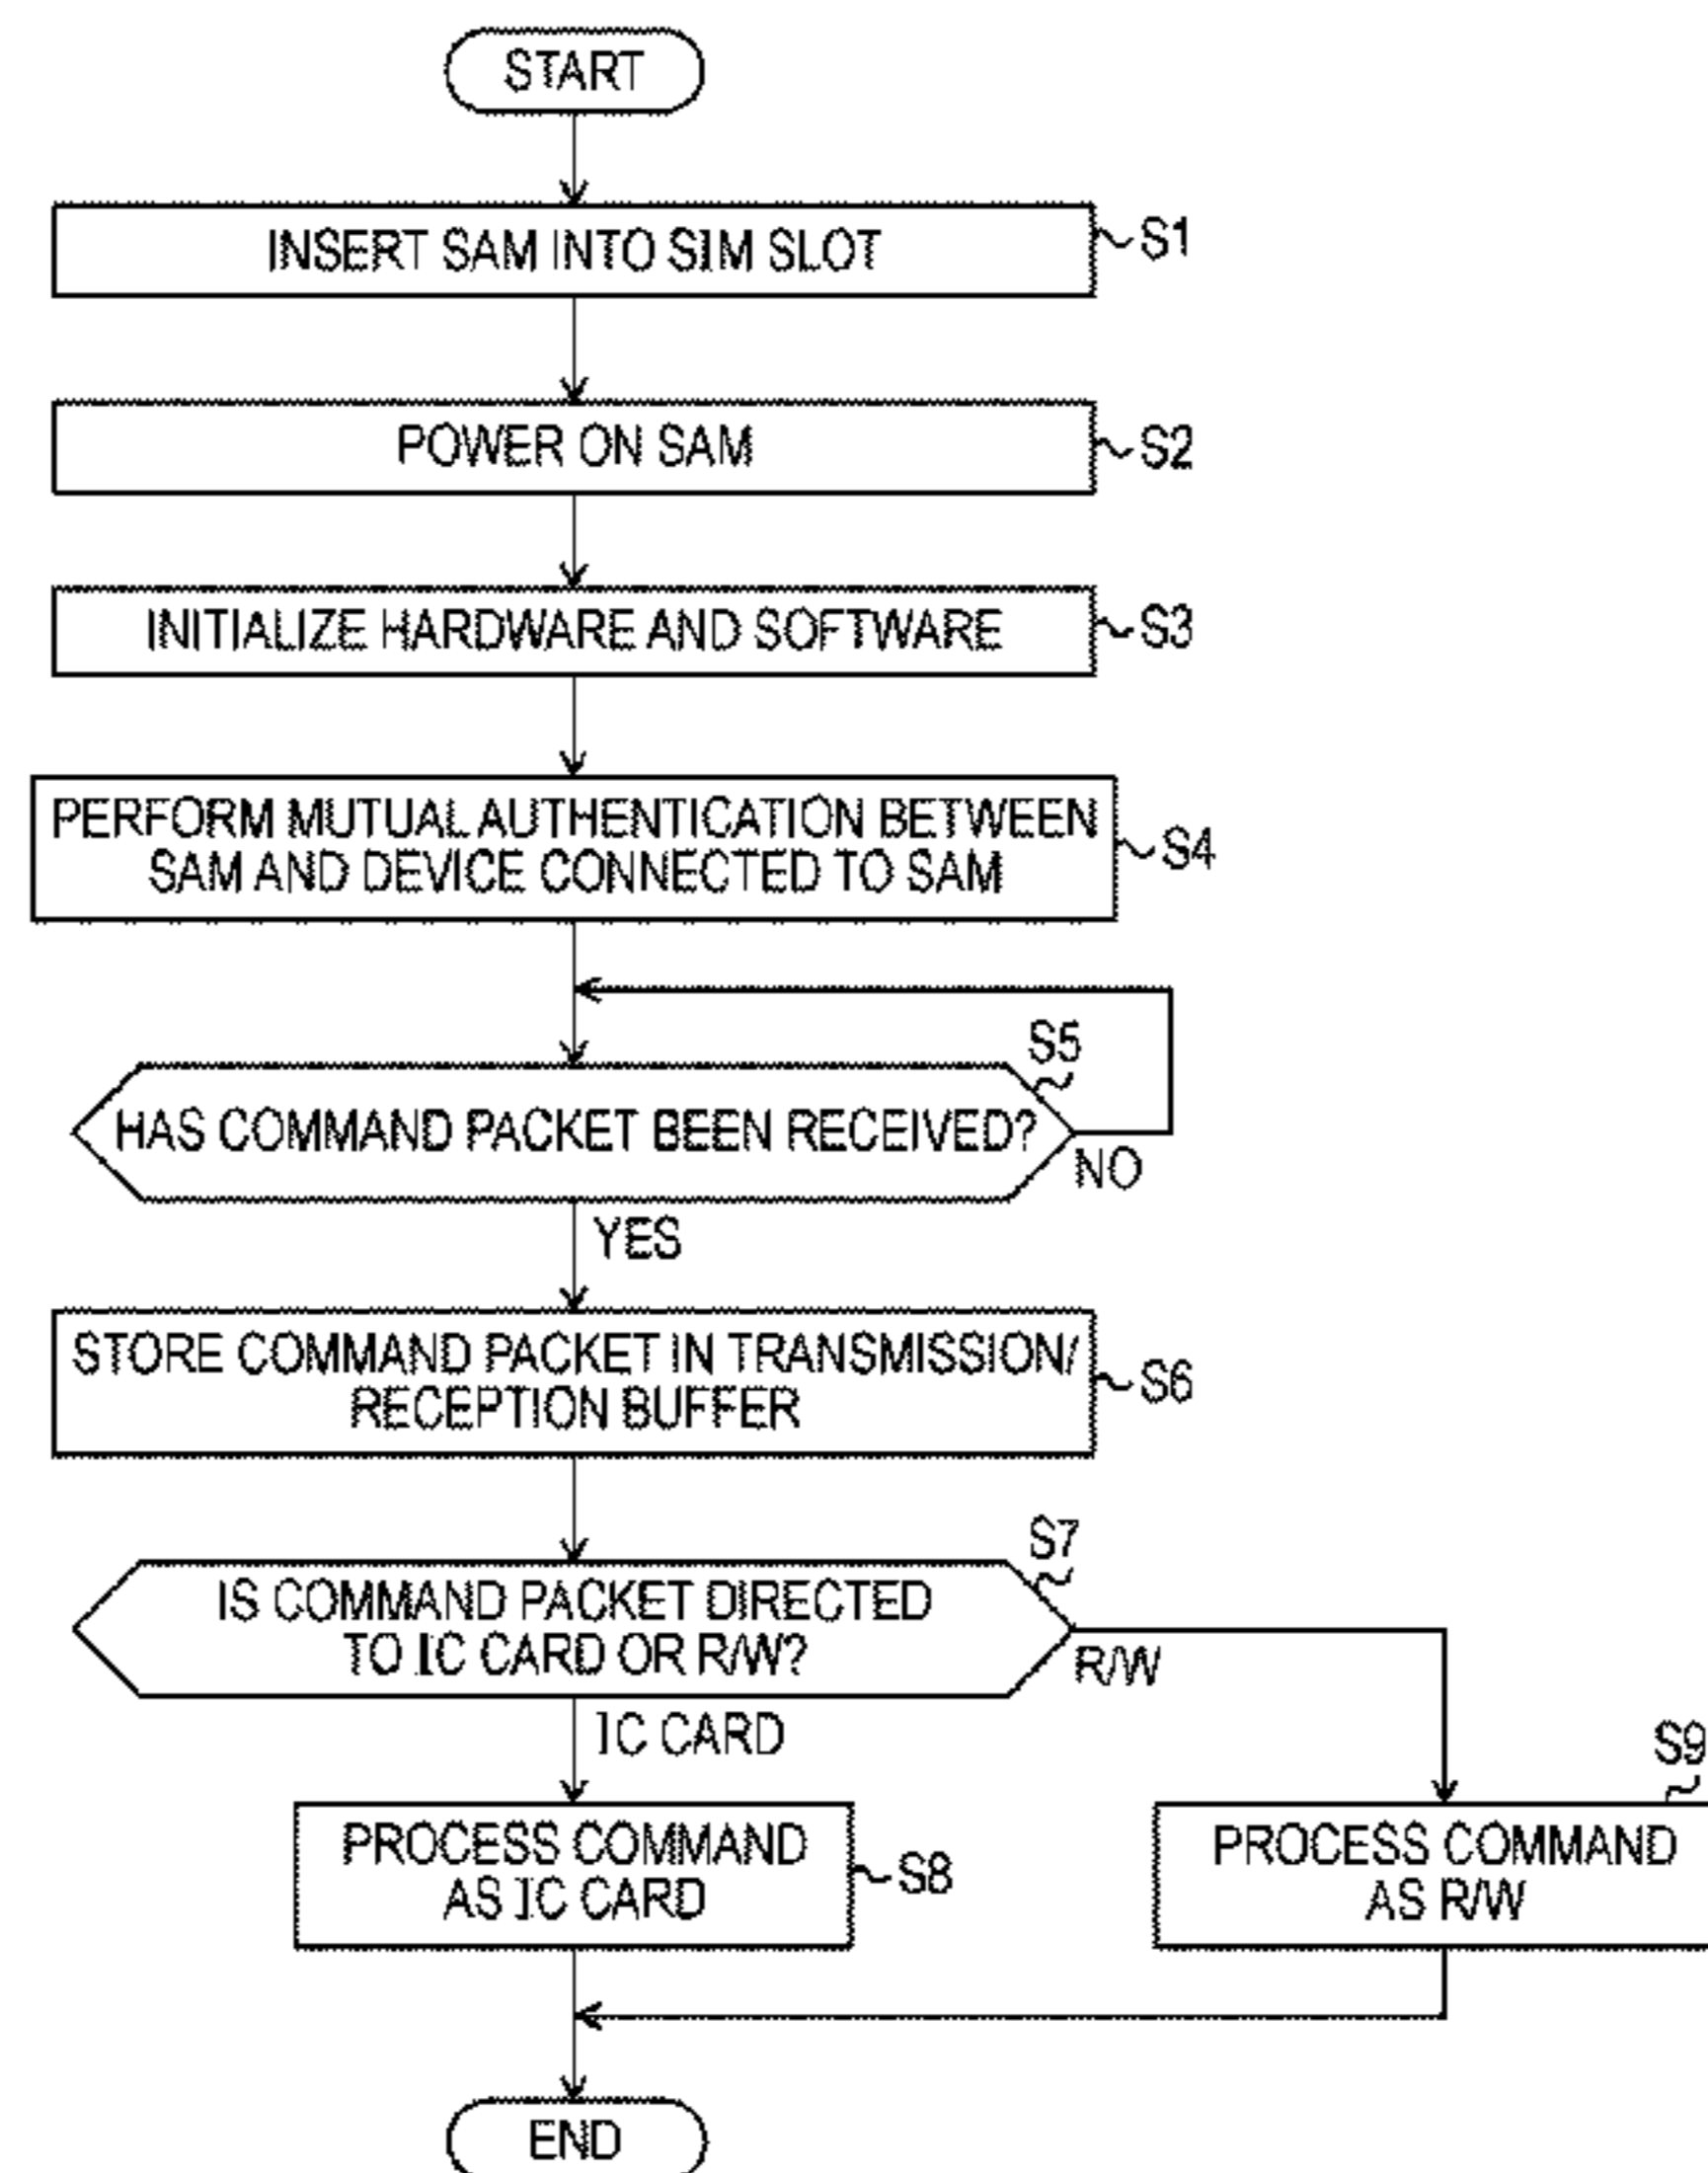 START
INSERT SAM INTO SIM SLOT
S1
POWER ON SAM
S2
INITIALIZE HARDWARE AND SOFTWARE
S3
PERFORM MUTUAL AUTHENTICATION BETWEEN
SAM AND DEVICE CONNECTED TO SAM
S4
S5
HAS COMMAND PACKET BEEN RECEIVED?
NO
YES
STORE COMMAND PACKET IN TRANSMISSION/
RECEPTION BUFFER
S6
S7
IS COMMAND PACKET DIRECTED
TO IC CARD OR R/W?
R/W
IC CARD
S9
PROCESS COMMAND
AS IC CARD
S8
PROCESS COMMAND
AS R/W
END